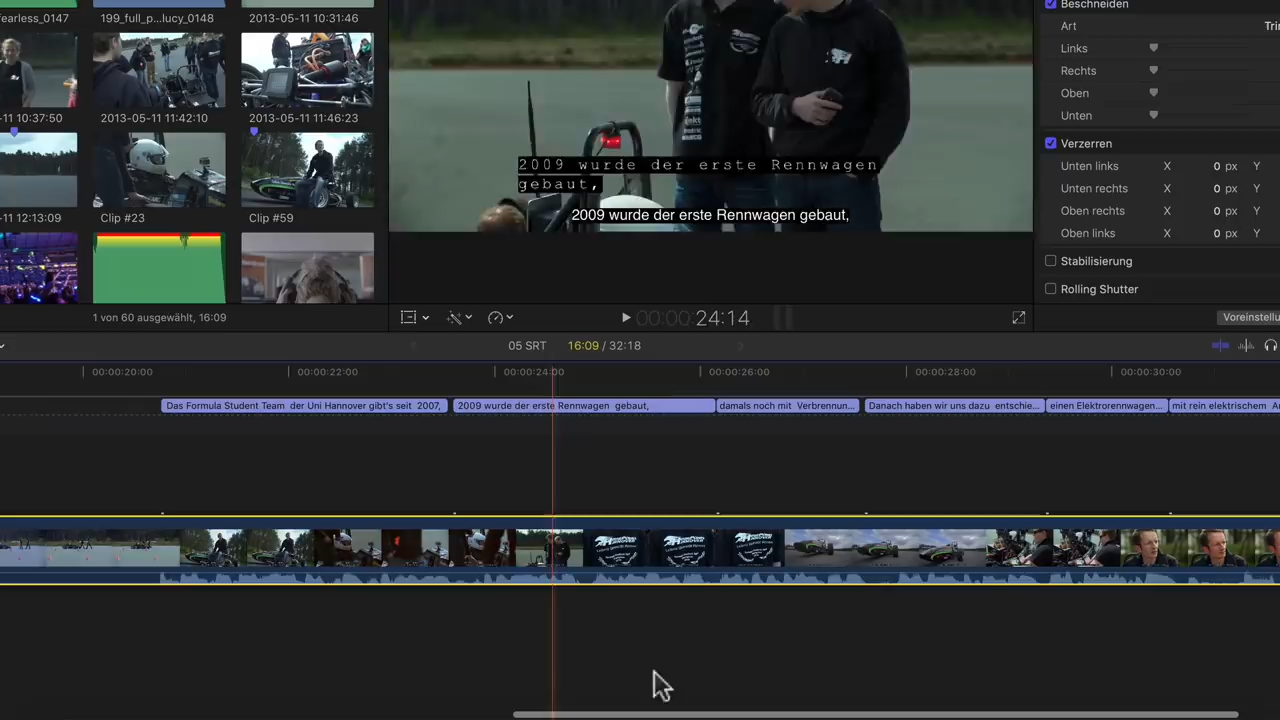 fearless_0147
199_full_p...lucy_0148
2013-05-11 10:31:46
-11 10:37:50
2013-05-11 11:42:10
2013-05-11 11:46:23
-11 12:13:09
Clip #23
Clip #59
1 von 60 ausgewählt, 16:09
2009 wurde der erste Rennwagen
gebaut,
2009 wurde der erste Rennwagen gebaut,
00:00:24:14
Beschneiden
Art
Trim
Links
Rechts
Oben
Unten
Verzerren
Unten links X 0 px Y
Unten rechts X 0 px Y
Oben rechts X 0 px Y
Oben links X 0 px Y
Stabilisierung
Rolling Shutter
Voreinstellu
05 SRT 16:09 / 32:18
00:00:20:00 00:00:22:00 00:00:24:00 00:00:26:00 00:00:28:00 00:00:30:00
Das Formula Student Team der Uni Hannover gibt's seit 2007, 2009 wurde der erste Rennwagen gebaut, damals noch mit Verbrennun... Danach haben wir uns dazu entschie... einen Elektrorennwagen... mit rein elektrischem A